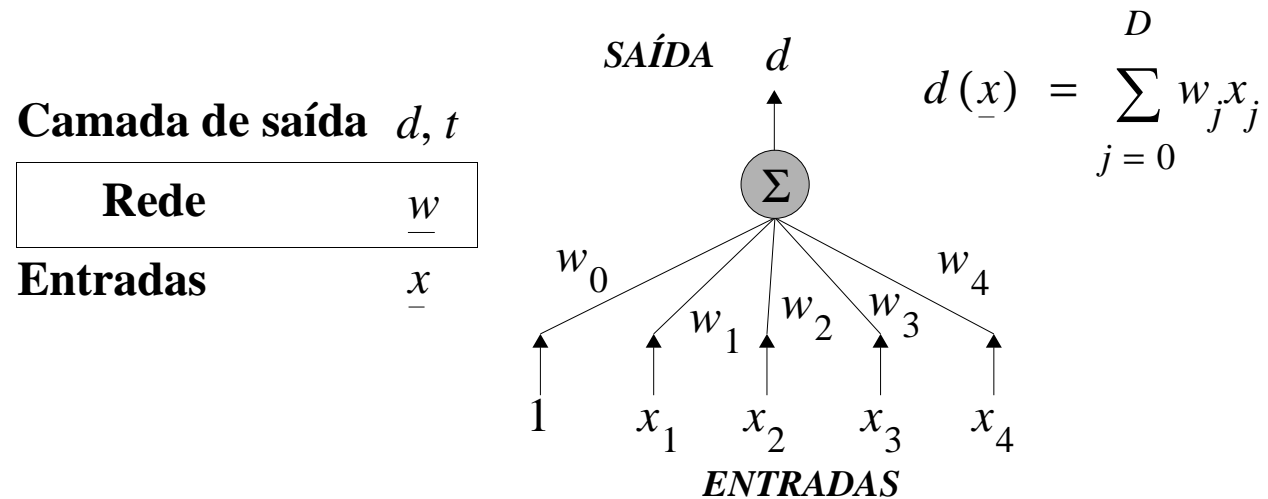 SAÍDA d
D
d (x) = ∑ w_j x_j
j = 0
Camada de saída d, t
Rede w
Entradas x
Σ
w_0 w_1 w_2 w_3 w_4
1 x_1 x_2 x_3 x_4
ENTRADAS